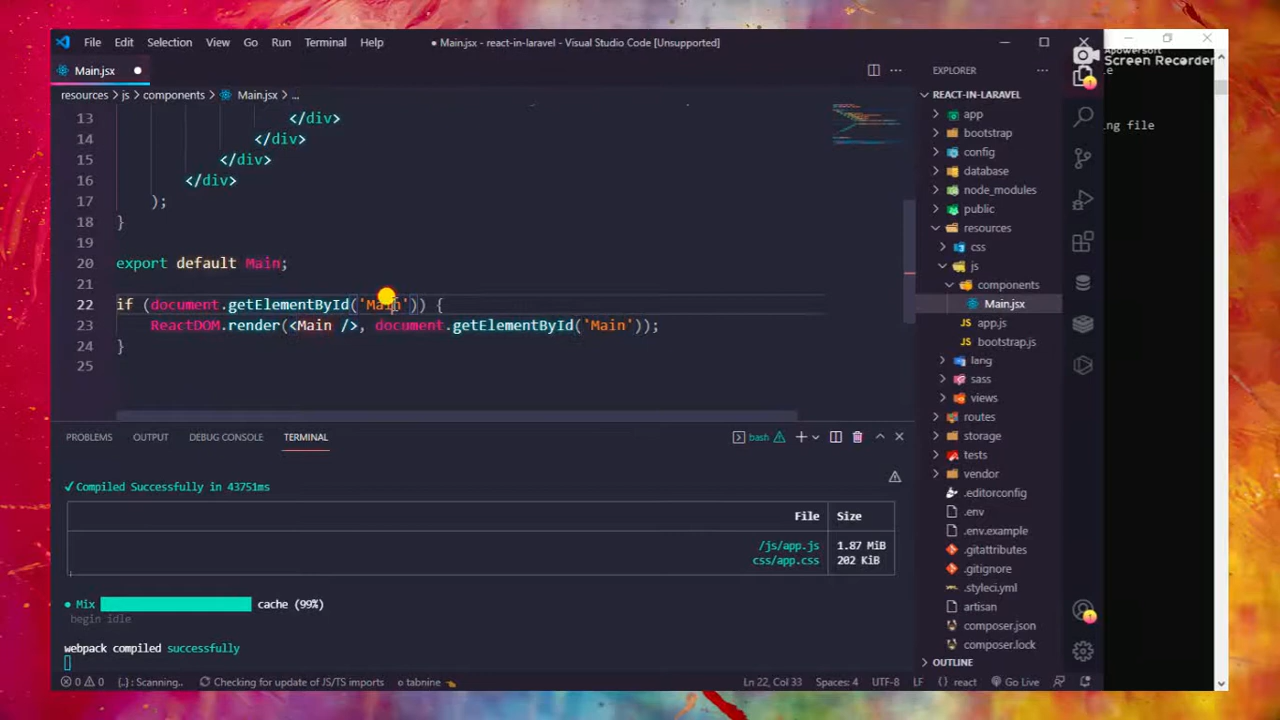 File Edit Selection View Go Run Terminal Help
● Main.jsx - react-in-laravel - Visual Studio Code [Unsupported]
Apowersoft
Screen Recorder
Main.jsx ●
EXPLORER
resources > js > components > Main.jsx > ...
REACT-IN-LARAVEL
13 </div>
14 </div>
15 </div>
16 </div>
17 );
18 }
19
20 export default Main;
21
22 if (document.getElementById('Main')) {
23 ReactDOM.render(<Main />, document.getElementById('Main'));
24 }
25
app
bootstrap
config
database
node_modules
public
resources
css
js
components
Main.jsx
app.js
bootstrap.js
lang
sass
views
routes
storage
tests
vendor
.editorconfig
.env
.env.example
.gitattributes
.gitignore
.styleci.yml
artisan
composer.json
composer.lock
OUTLINE
ng file
PROBLEMS OUTPUT DEBUG CONSOLE TERMINAL
bash
✓Compiled Successfully in 43751ms
File Size
/js/app.js 1.87 MiB
css/app.css 202 KiB
● Mix cache (99%)
begin idle
webpack compiled successfully
0 0 {..} : Scanning.. Checking for update of JS/TS imports tabnine
Ln 22, Col 33 Spaces: 4 UTF-8 LF { } react Go Live